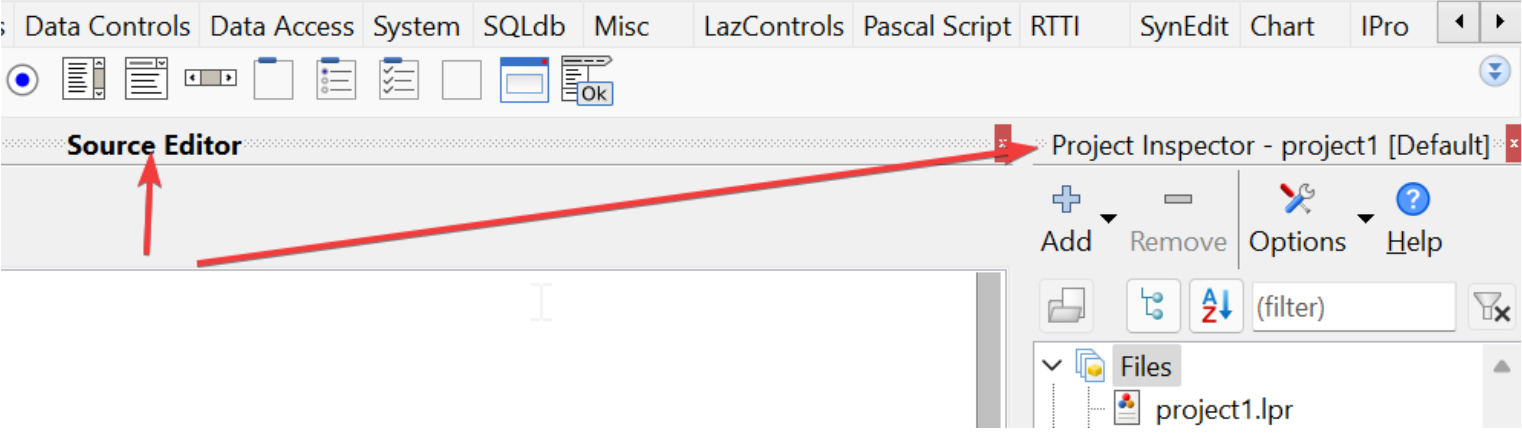 Data Controls Data Access System SQLdb Misc LazControls Pascal Script RTTI SynEdit Chart IPro
Ok
Source Editor
Project Inspector - project1 [Default]
Add Remove Options Help
(filter)
Files
project1.lpr